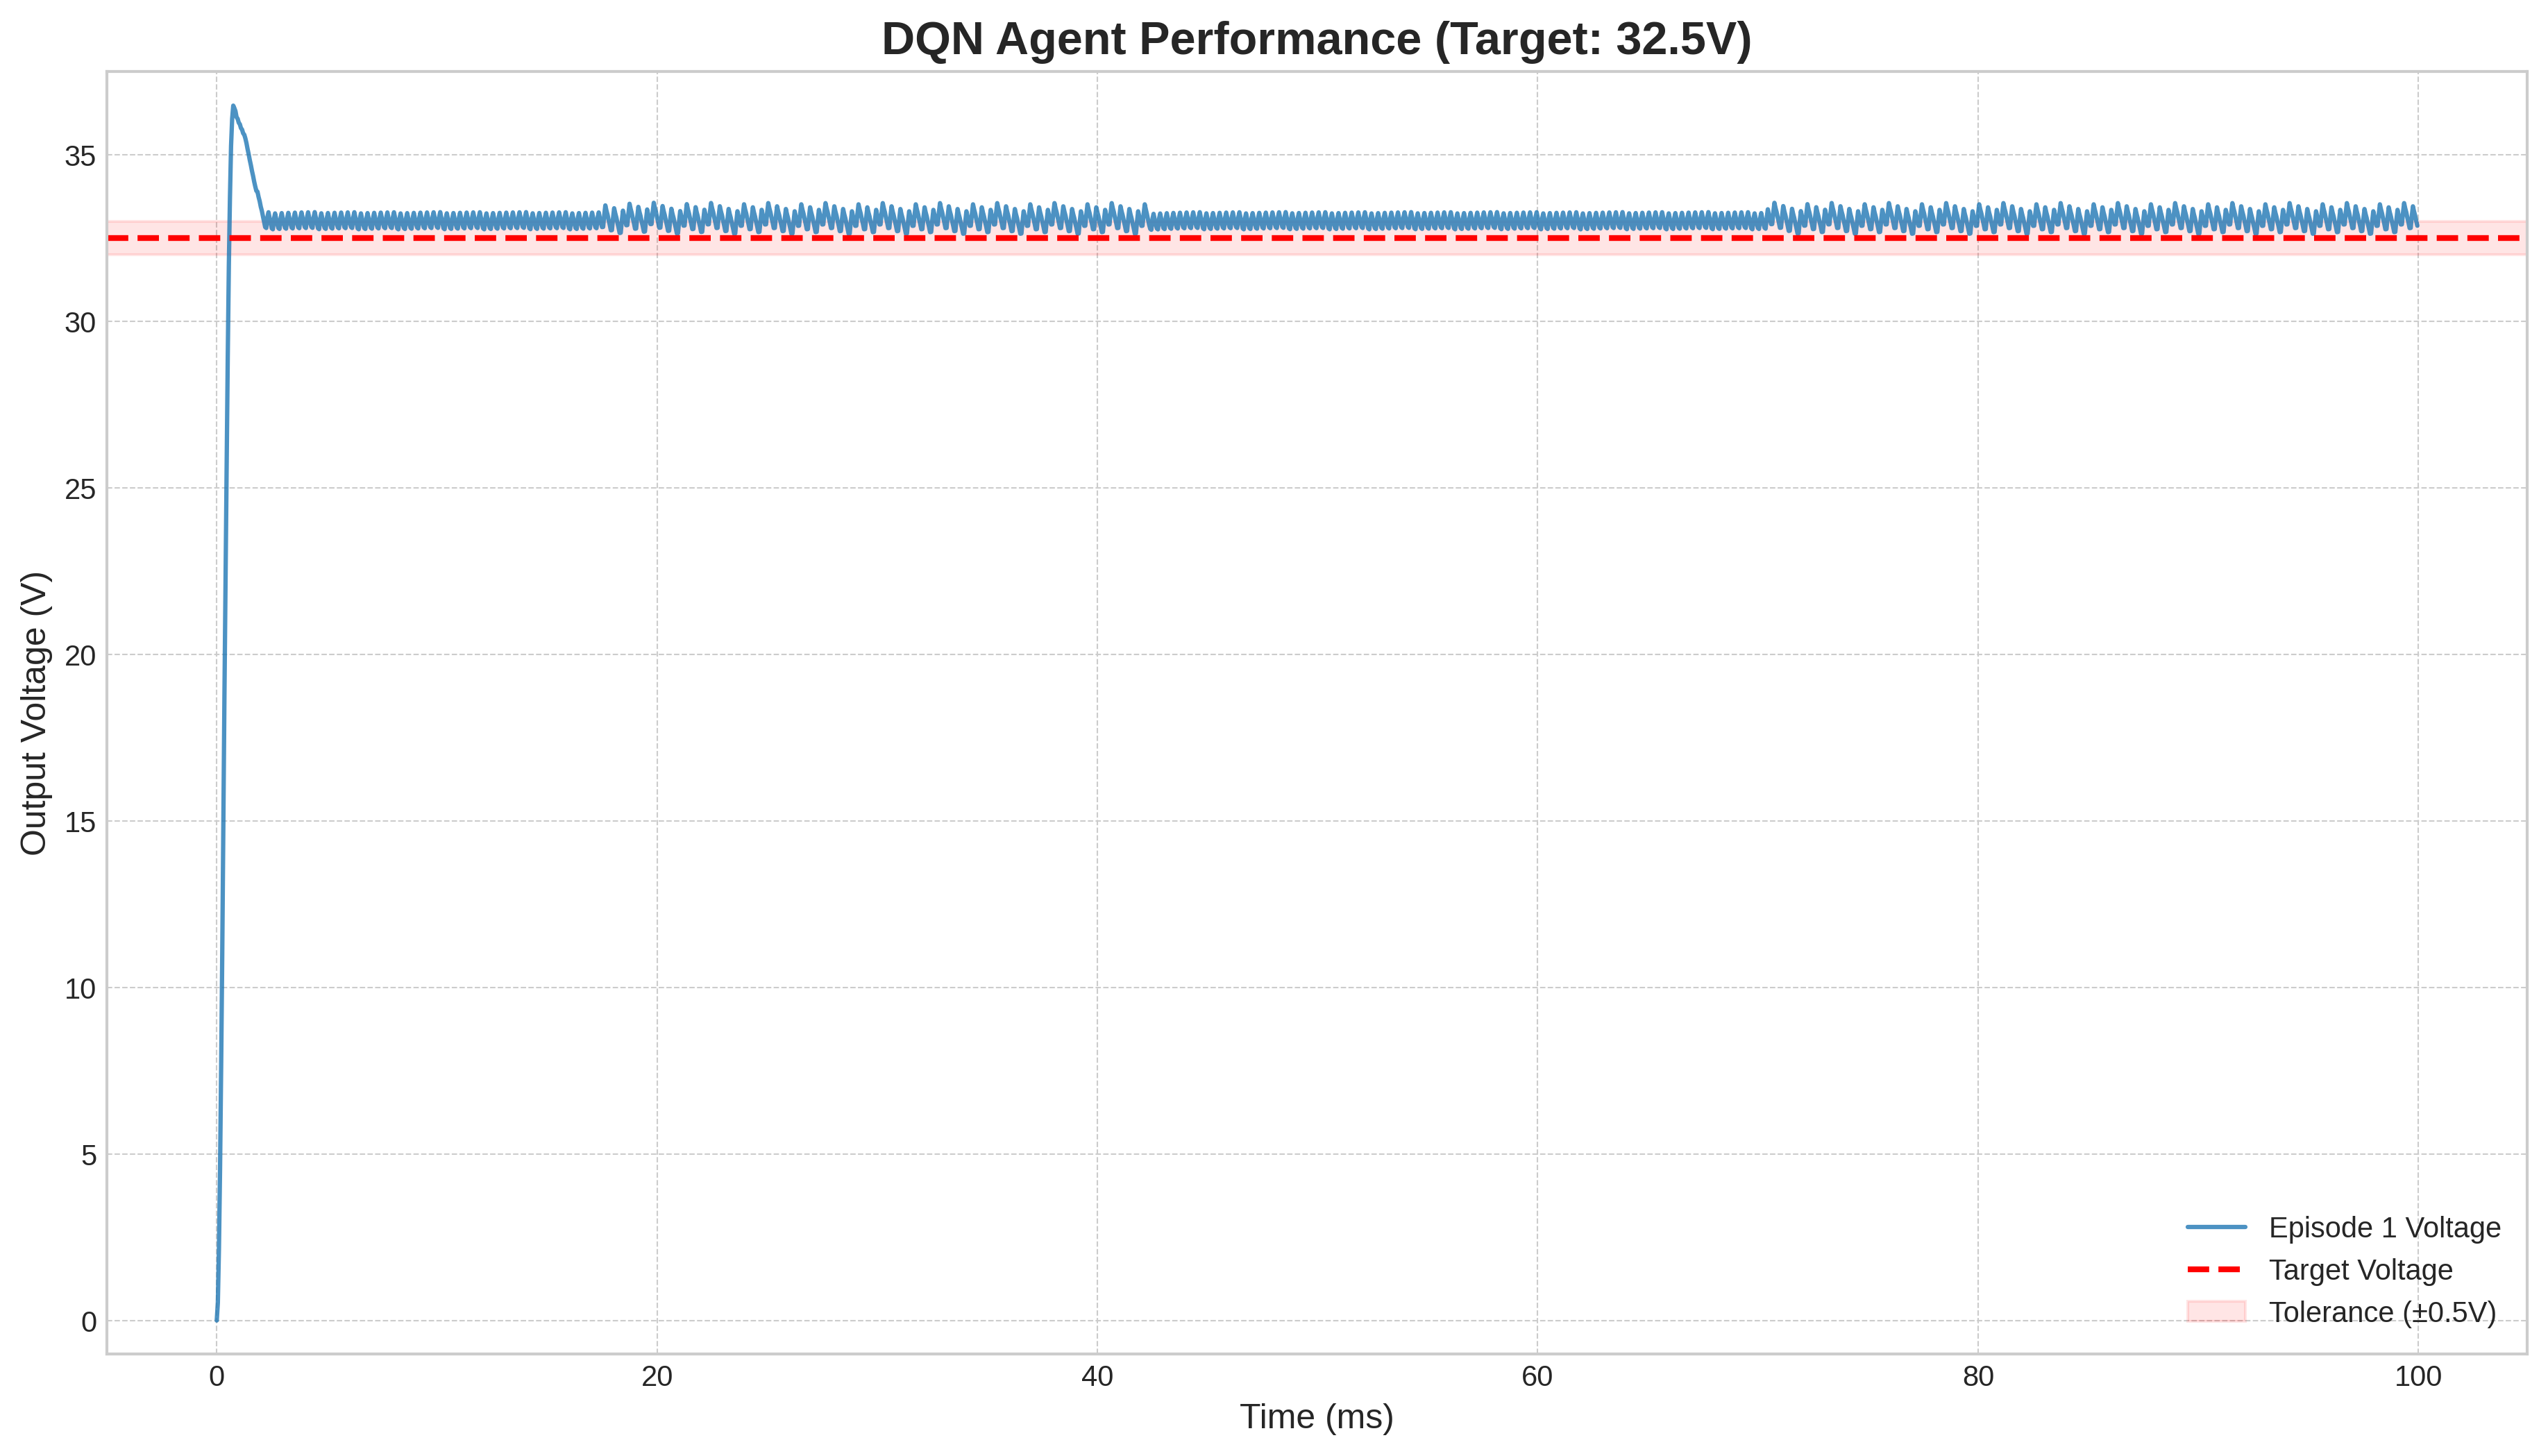 DQN Agent Performance (Target: 32.5V)
Output Voltage (V)
35
30
25
20
15
10
5
0
0 20 40 60 80 100
Time (ms)
Episode 1 Voltage
Target Voltage
Tolerance (±0.5V)